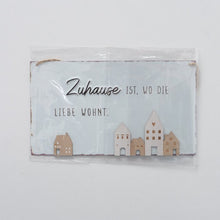 Zuhause IST, WO DIE
LIEBE WOHNT.